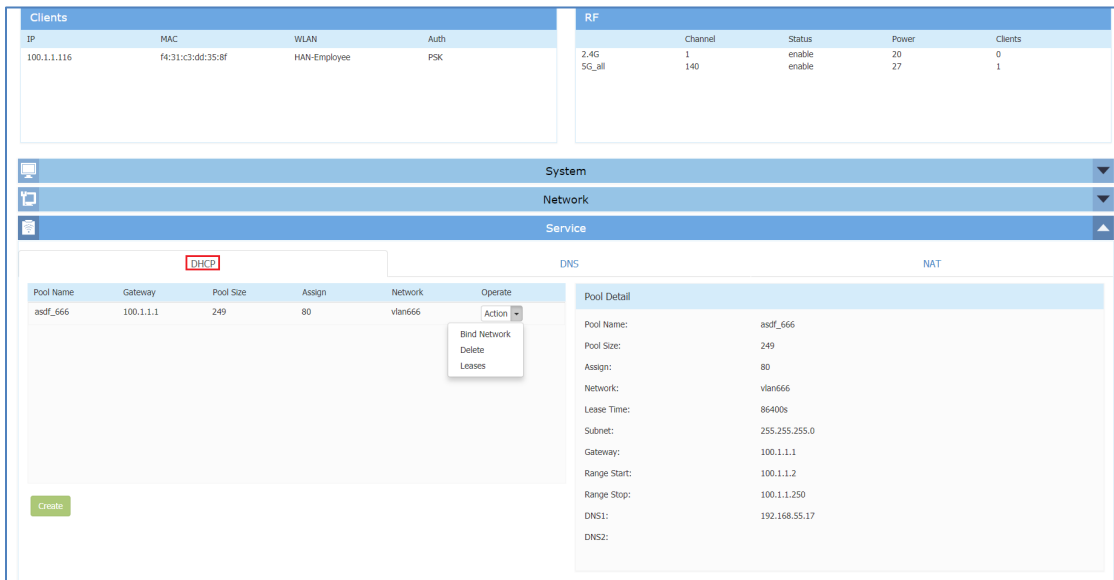 Clients
IP MAC WLAN Auth
100.1.1.116 f4:31:c3:dd:35:8f HAN-Employee PSK
RF
Channel Status Power Clients
2.4G 1 enable 20 0
5G_all 140 enable 27 1
System
Network
Service
DHCP DNS NAT
Pool Name Gateway Pool Size Assign Network Operate
asdf_666 100.1.1.1 249 80 vlan666 Action
Bind Network
Delete
Leases
Create
Pool Detail
Pool Name: asdf_666
Pool Size: 249
Assign: 80
Network: vlan666
Lease Time: 86400s
Subnet: 255.255.255.0
Gateway: 100.1.1.1
Range Start: 100.1.1.2
Range Stop: 100.1.1.250
DNS1: 192.168.55.17
DNS2: